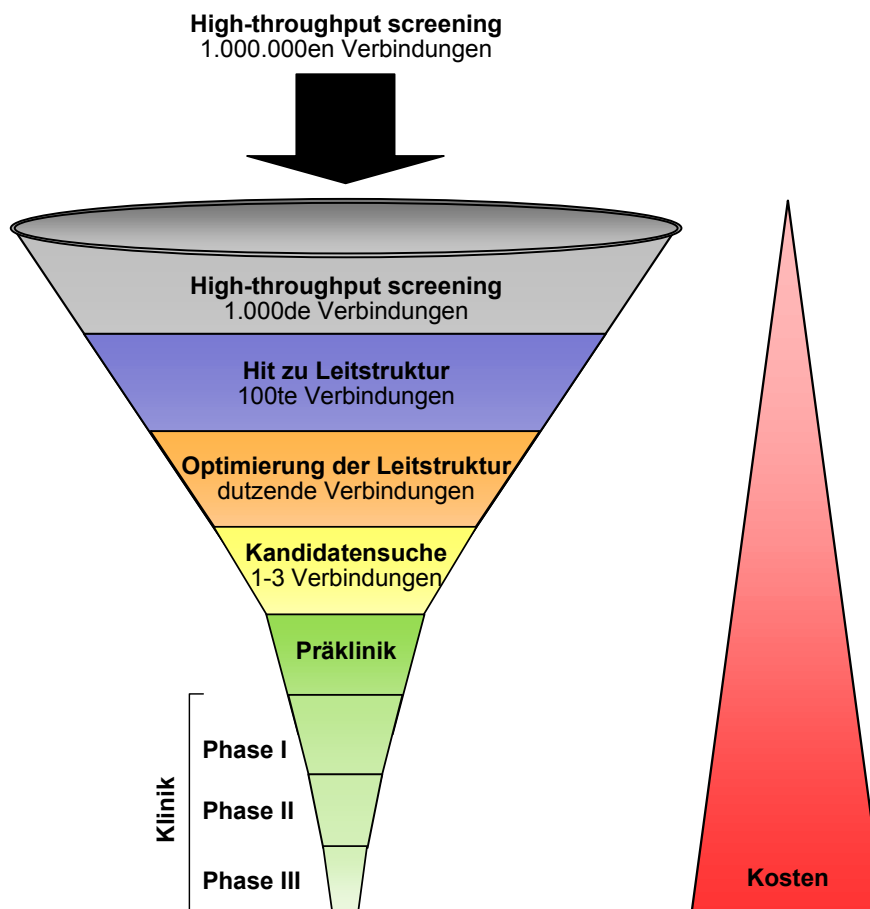 High-throughput screening
1.000.000en Verbindungen
High-throughput screening
1.000de Verbindungen
Hit zu Leitstruktur
100te Verbindungen
Optimierung der Leitstruktur
dutzende Verbindungen
Kandidatensuche
1-3 Verbindungen
Präklinik
Klinik
Phase I
Phase II
Phase III
Kosten